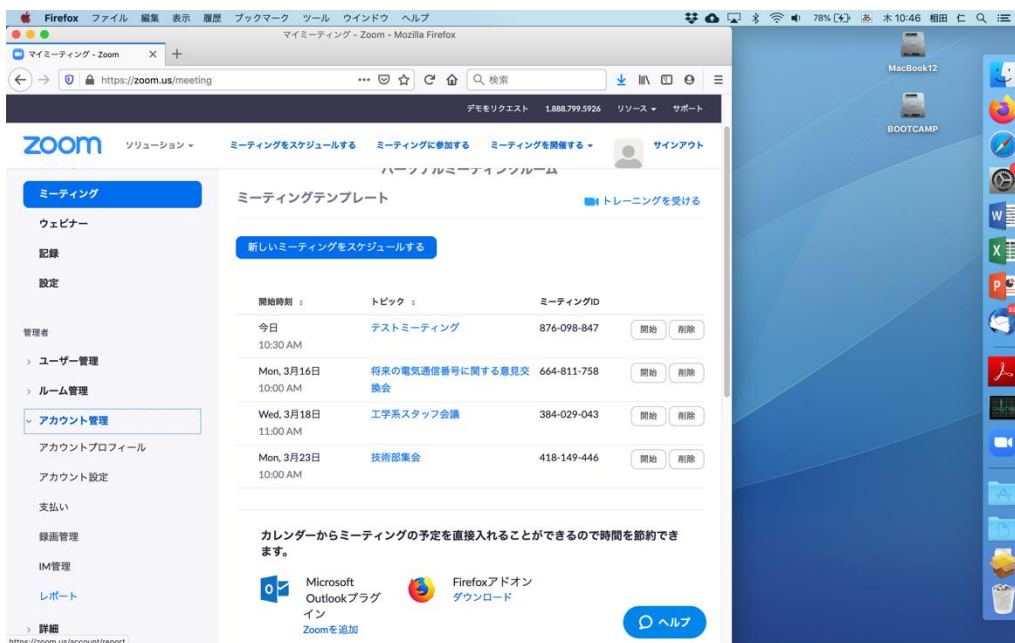 Firefox ファイル 編集 表示 履歴 ブックマーク ツール ウインドウ ヘルプ 78% あ 木10:46 相田 仁
マイミーティング - Zoom - Mozilla Firefox
マイミーティング - Zoom
https://zoom.us/meeting 検索
MacBook12
BOOTCAMP
デモをリクエスト 1.888.799.5926 リソース サポート
zoom ソリューション ミーティングをスケジュールする ミーティングに参加する ミーティングを開催する サインアウト
パーソナルミーティングルーム
ミーティング
ミーティングテンプレート
トレーニングを受ける
ウェビナー
記録
設定
新しいミーティングをスケジュールする
開始時刻 トピック ミーティングID
今日 テストミーティング 876-098-847 開始 削除
10:30 AM
Mon, 3月16日 将来の電気通信番号に関する意見交 664-811-758 開始 削除
10:00 AM 換会
Wed, 3月18日 工学系スタッフ会議 384-029-043 開始 削除
11:00 AM
Mon, 3月23日 技術部集会 418-149-446 開始 削除
10:00 AM
管理者
ユーザー管理
ルーム管理
アカウント管理
アカウントプロフィール
アカウント設定
支払い
録画管理
IM管理
レポート
詳細
カレンダーからミーティングの予定を直接入れることができるので時間を節約でき
ます。
Microsoft
Outlookプラグ
イン
Zoomを追加
Firefoxアドオン
ダウンロード
ヘルプ
https://zoom.us/account/report